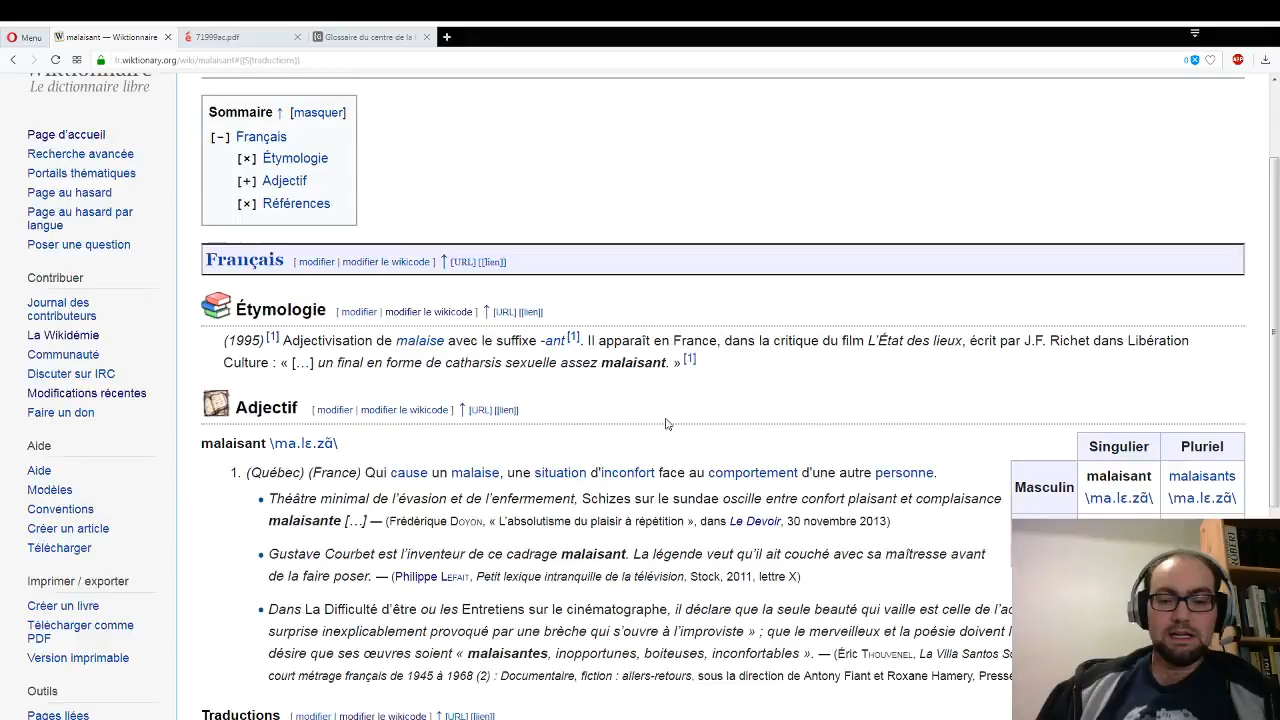 Menu
malaisant — Wiktionnaire
71999ac.pdf
Glossaire du centre de la
fr.wiktionary.org/wiki/malaisant#[[S|traductions}}
Wiktionnaire
Le dictionnaire libre
Page d'accueil
Recherche avancée
Portails thématiques
Page au hasard
Page au hasard par
langue
Poser une question
Contribuer
Journal des
contributeurs
La Wikidémie
Communauté
Discuter sur IRC
Modifications récentes
Faire un don
Aide
Aide
Modèles
Conventions
Créer un article
Télécharger
Imprimer / exporter
Créer un livre
Télécharger comme
PDF
Version imprimable
Outils
Pages liées
Sommaire ↑ [masquer]
[−] Français
[×] Étymologie
[+] Adjectif
[×] Références
Français [ modifier | modifier le wikicode ] ↑ [URL] [[lien]]
Étymologie [ modifier | modifier le wikicode ] ↑ [URL] [[lien]]
(1995) [1] Adjectivisation de malaise avec le suffixe -ant [1]. Il apparaît en France, dans la critique du film L'État des lieux, écrit par J.F. Richet dans Libération
Culture : « […] un final en forme de catharsis sexuelle assez malaisant. » [1]
Adjectif [ modifier | modifier le wikicode ] ↑ [URL] [[lien]]
malaisant \ma.lɛ.zɑ̃\
1. (Québec) (France) Qui cause un malaise, une situation d'inconfort face au comportement d'une autre personne.
• Théâtre minimal de l'évasion et de l'enfermement, Schizes sur le sundae oscille entre confort plaisant et complaisance
malaisante […] — (Frédérique Doyon, « L'absolutisme du plaisir à répétition », dans Le Devoir, 30 novembre 2013)
• Gustave Courbet est l'inventeur de ce cadrage malaisant. La légende veut qu'il ait couché avec sa maîtresse avant
de la faire poser. — (Philippe Lefait, Petit lexique intranquille de la télévision, Stock, 2011, lettre X)
• Dans La Difficulté d'être ou les Entretiens sur le cinématographe, il déclare que la seule beauté qui vaille est celle de l'ac
surprise inexplicablement provoqué par une brèche qui s'ouvre à l'improviste » ; que le merveilleux et la poésie doivent l
désire que ses œuvres soient « malaisantes, inopportunes, boiteuses, inconfortables ». — (Éric Thouvenel, La Villa Santos So
court métrage français de 1945 à 1968 (2) : Documentaire, fiction : allers-retours, sous la direction de Antony Fiant et Roxane Hamery, Presse
Traductions [ modifier | modifier le wikicode ] ↑ [URL] [[lien]]
Singulier Pluriel
Masculin malaisant malaisants
\ma.lɛ.zɑ̃\ \ma.lɛ.zɑ̃\
0
ABP